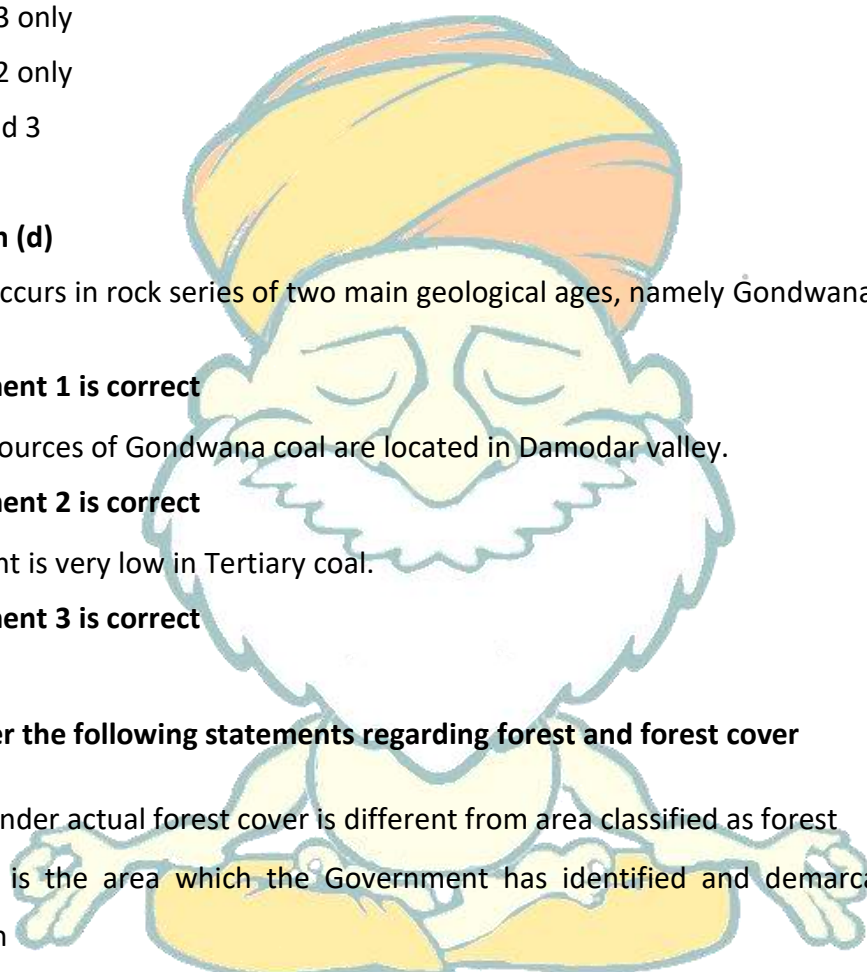 3 only
2 only
d 3
n (d)
ccurs in rock series of two main geological ages, namely Gondwana
nent 1 is correct
ources of Gondwana coal are located in Damodar valley.
nent 2 is correct
nt is very low in Tertiary coal.
nent 3 is correct
er the following statements regarding forest and forest cover
nder actual forest cover is different from area classified as forest
is the area which the Government has identified and demarca
n